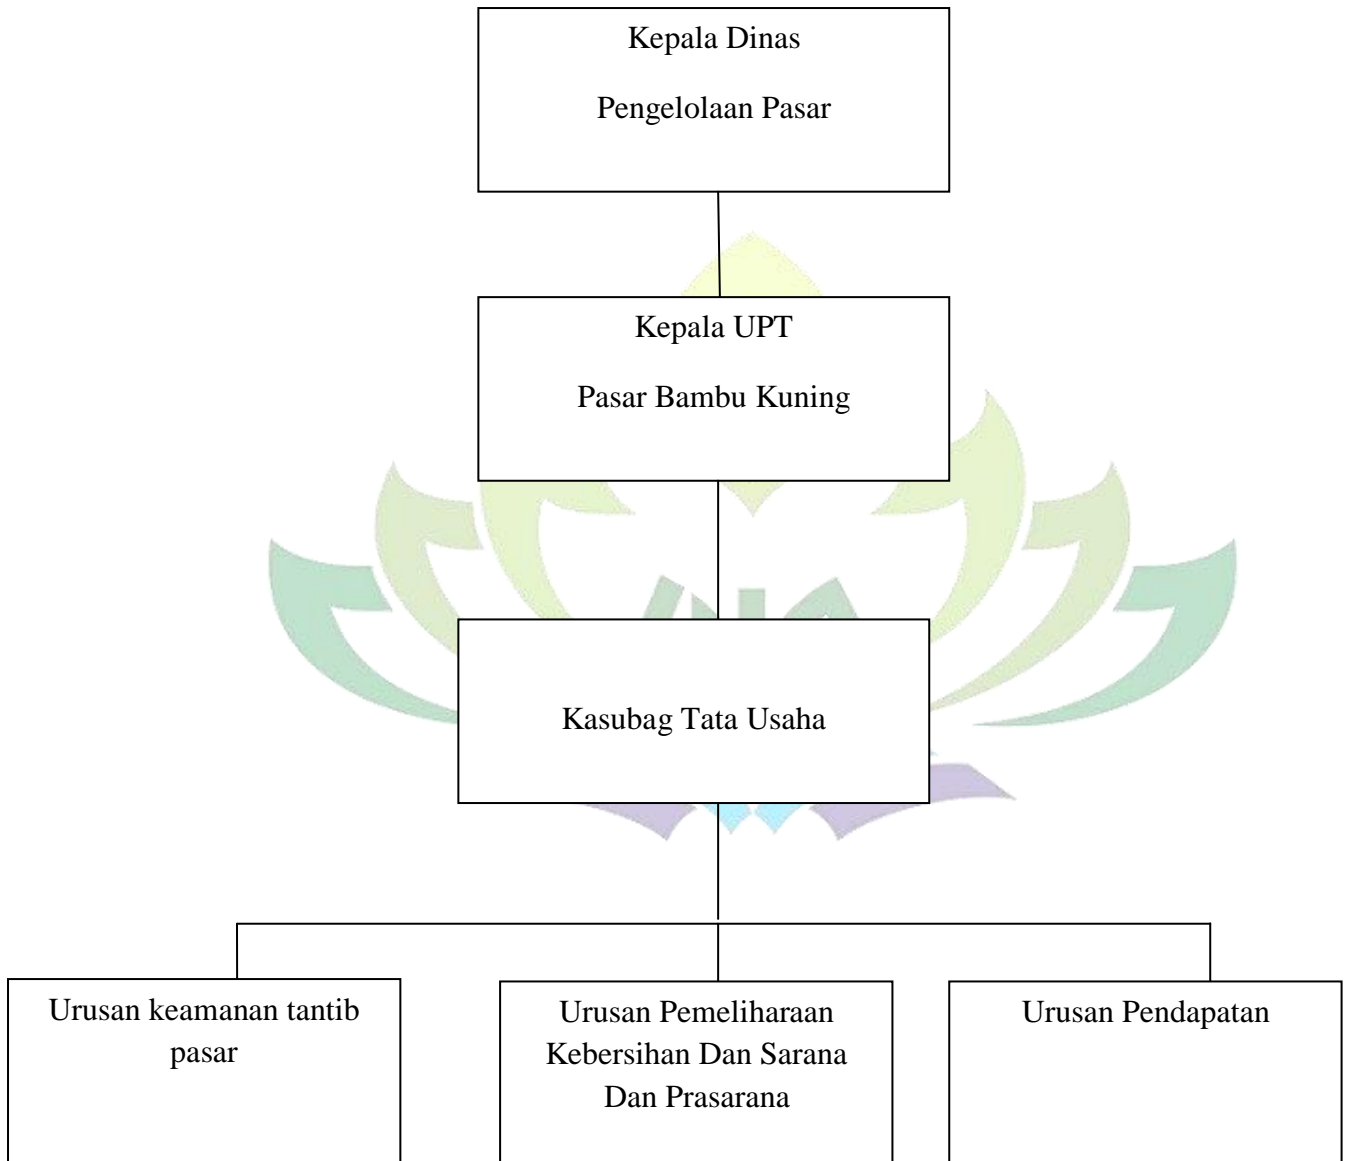 Kepala Dinas
Pengelolaan Pasar
Kepala UPT
Pasar Bambu Kuning
Kasubag Tata Usaha
Urusan keamanan tantib
pasar
Urusan Pemeliharaan
Kebersihan Dan Sarana
Dan Prasarana
Urusan Pendapatan